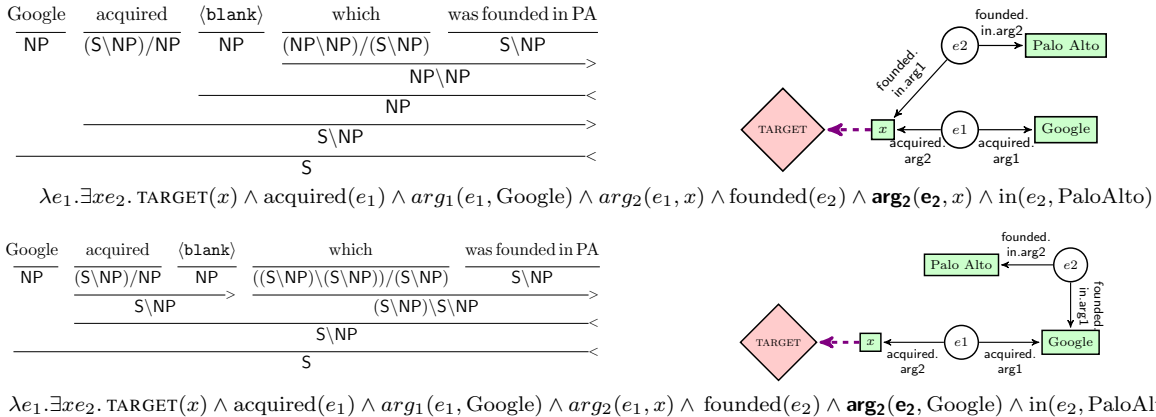 Google acquired ⟨blank⟩ which was founded in PA
NP (S\NP)/NP NP (NP\NP)/(S\NP) S\NP
>
NP\NP
<
NP
>
S\NP
<
S
founded.
in.arg2
e2
Palo Alto
founded.
in.arg1
TARGET
x
e1
Google
acquired.
arg2
acquired.
arg1
λe₁.∃xe₂. TARGET(x) ∧ acquired(e₁) ∧ arg₁(e₁, Google) ∧ arg₂(e₁, x) ∧ founded(e₂) ∧ arg₂(e₂, x) ∧ in(e₂, PaloAlto)
Google acquired ⟨blank⟩ which was founded in PA
NP (S\NP)/NP NP ((S\NP)\(S\NP))/(S\NP) S\NP
> >
S\NP (S\NP)\S\NP
<
S\NP
<
S
founded.
in.arg2
Palo Alto
e2
founded.
in.arg1
TARGET
x
e1
Google
acquired.
arg2
acquired.
arg1
λe₁.∃xe₂. TARGET(x) ∧ acquired(e₁) ∧ arg₁(e₁, Google) ∧ arg₂(e₁, x) ∧ founded(e₂) ∧ arg₂(e₂, Google) ∧ in(e₂, PaloAl